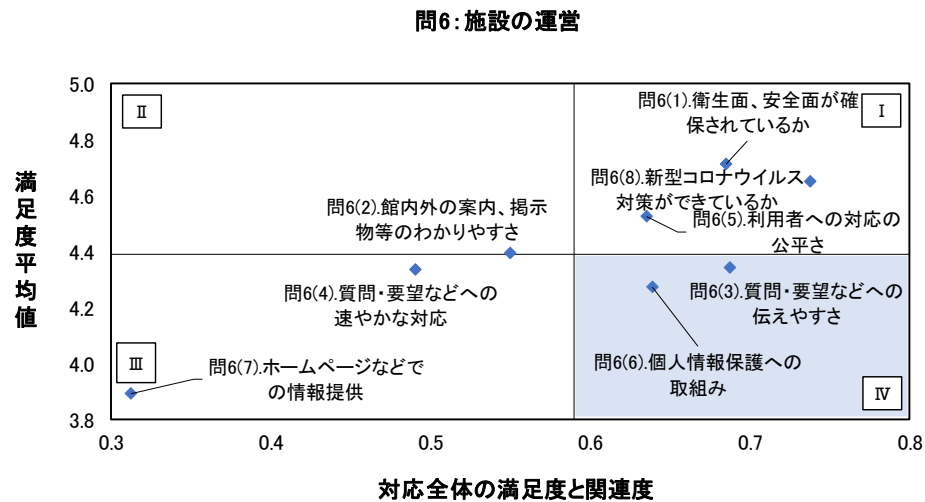 問6：施設の運営
5.0
4.8
4.6
4.4
4.2
4.0
3.8
満足度平均値
Ⅱ
Ⅰ
問6(1).衛生面、安全面が確
保されているか
問6(8).新型コロナウイルス
対策ができているか
問6(2).館内外の案内、掲示
物等のわかりやすさ
問6(5).利用者への対応の
公平さ
問6(4).質問・要望などへの
速やかな対応
問6(3).質問・要望などへの
伝えやすさ
Ⅲ
問6(7).ホームページなどで
の情報提供
問6(6).個人情報保護への
取組み
Ⅳ
0.3
0.4
0.5
0.6
0.7
0.8
対応全体の満足度と関連度